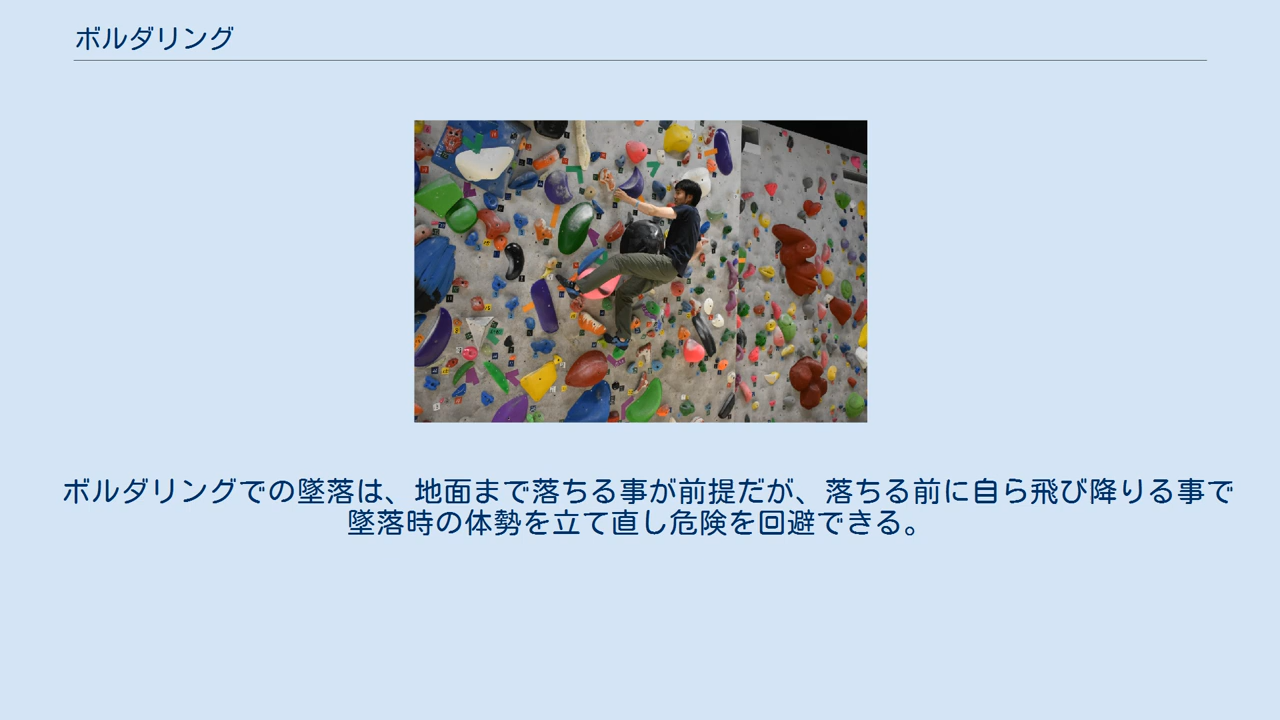 ボルダリング
ボルダリングでの墜落は、地面まで落ちる事が前提だが、落ちる前に自ら飛び降りる事で
墜落時の体勢を立て直し危険を回避できる。